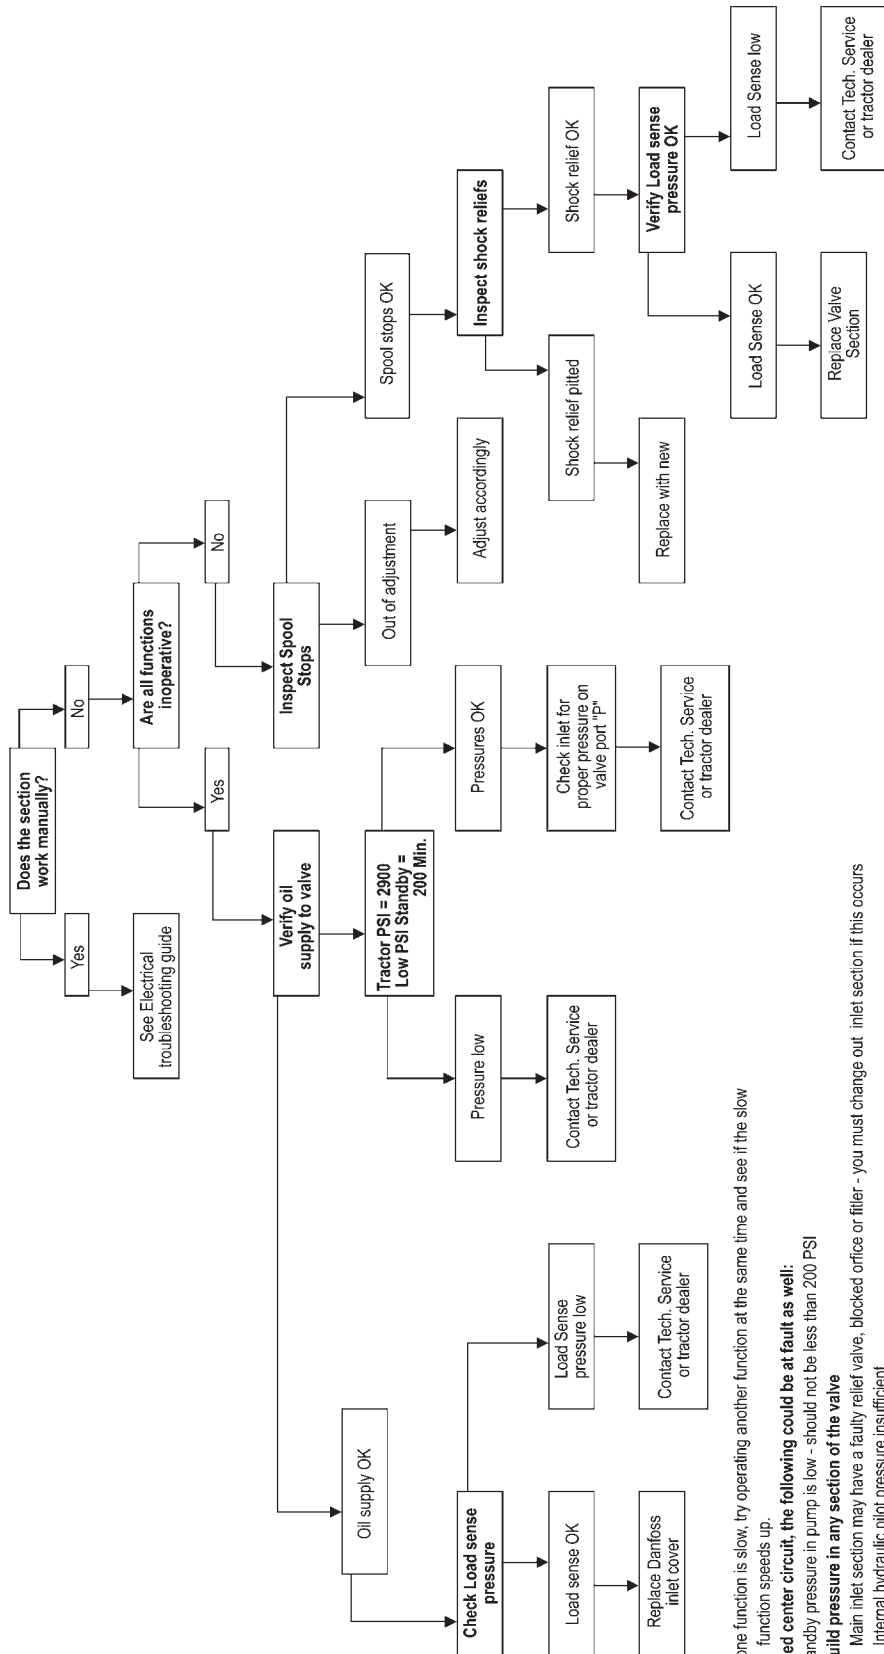 Does the section
work manually?
Yes
No
See Electrical
troubleshooting guide
Are all functions
inoperative?
Yes
No
Verify oil
supply to valve
Inspect Spool
Stops
Oil supply OK
Tractor PSI = 2900
Low PSI Standby =
200 Min.
Out of adjustment
Spool stops OK
Check Load sense
pressure
Pressure low
Pressures OK
Adjust accordingly
Inspect shock reliefs
Load sense OK
Load Sense
pressure low
Contact Tech. Service
or tractor dealer
Check inlet for
proper pressure on
valve port "P"
Shock relief pitted
Shock relief OK
Replace Danfoss
inlet cover
Contact Tech. Service
or tractor dealer
Contact Tech. Service
or tractor dealer
Replace with new
Verify Load sense
pressure OK
Load Sense OK
Load Sense low
Replace Valve
Section
Contact Tech. Service
or tractor dealer
one function is slow, try operating another function at the same time and see if the slow
function speeds up.
ed center circuit, the following could be at fault as well:
andby pressure in pump is low - should not be less than 200 PSI
uild pressure in any section of the valve
Main inlet section may have a faulty relief valve, blocked orfice or fitler - you must change out inlet section if this occurs
Internal hydraulic pilot pressure insufficient